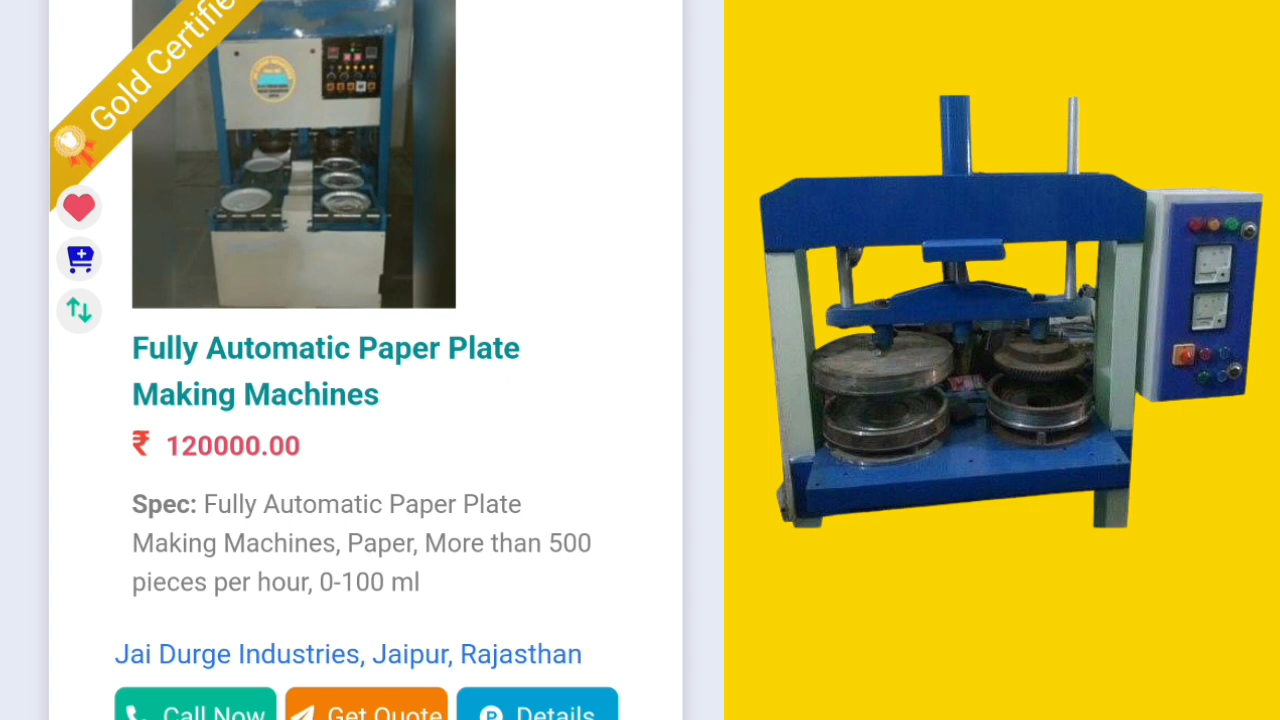 Gold Certifie
Fully Automatic Paper Plate
Making Machines
₹ 120000.00
Spec: Fully Automatic Paper Plate
Making Machines, Paper, More than 500
pieces per hour, 0-100 ml
Jai Durge Industries, Jaipur, Rajasthan
Call Now
Get Quote
Details